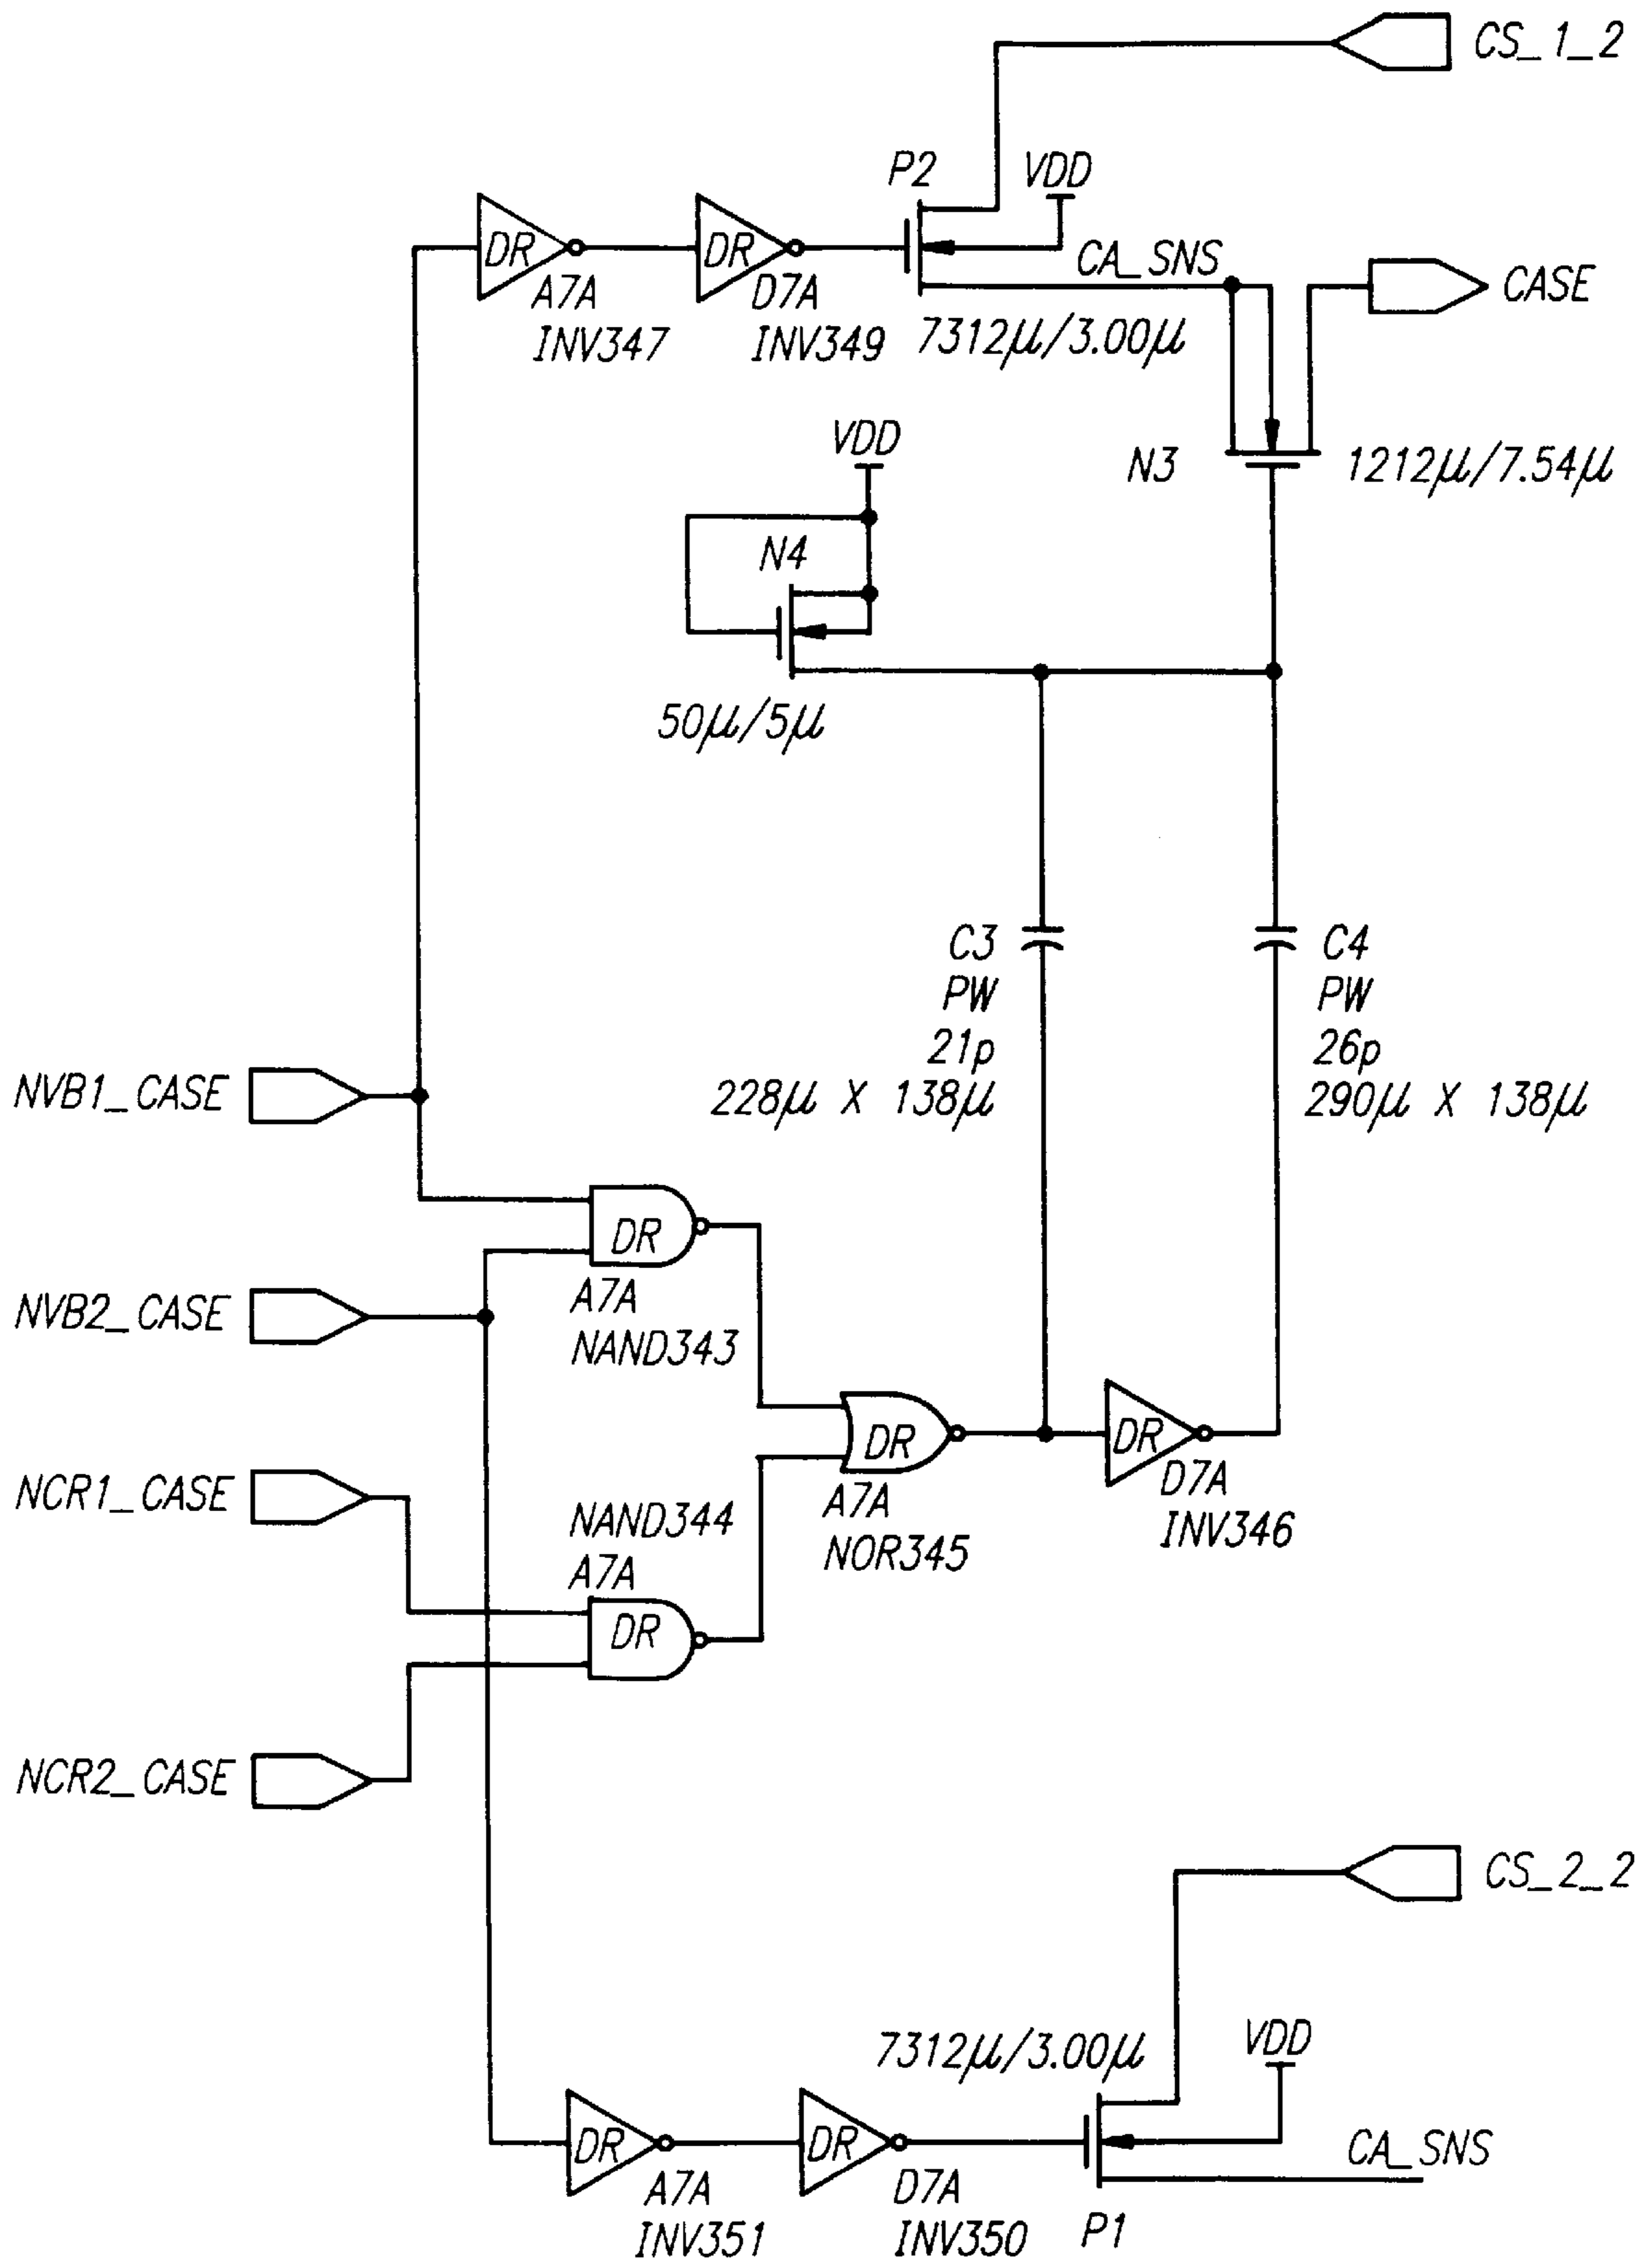 CS_1_2
P2
VDD
CA_SNS
CASE
DR
A7A
INV347
DR
D7A
INV349
7312μ/3.00μ
VDD
N3
1212μ/7.54μ
N4
50μ/5μ
C3
PW
21p
228μ X 138μ
C4
PW
26p
290μ X 138μ
NVB1_CASE
DR
A7A
NAND343
NVB2_CASE
DR
A7A
NOR345
DR
D7A
INV346
NCR1_CASE
NAND344
A7A
DR
NCR2_CASE
CS_2_2
7312μ/3.00μ
VDD
DR
A7A
INV351
DR
D7A
INV350
P1
CA_SNS